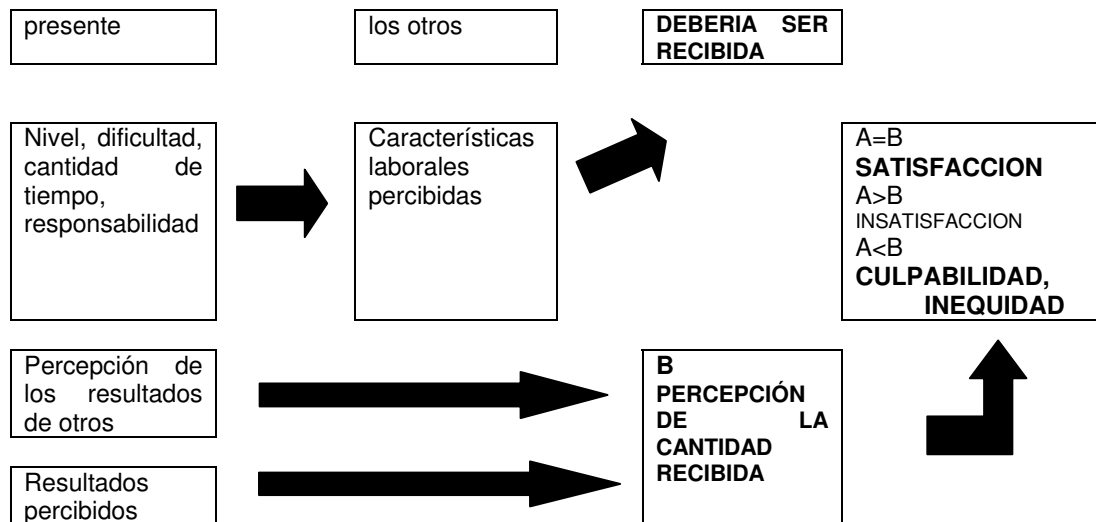 presente
los otros
DEBERIA SER
RECIBIDA
Nivel, dificultad,
cantidad de
tiempo,
responsabilidad
Características
laborales
percibidas
A=B
SATISFACCION
A>B
INSATISFACCION
A<B
CULPABILIDAD,
INEQUIDAD
Percepción de
los resultados
de otros
B
PERCEPCIÓN
DE LA
CANTIDAD
RECIBIDA
Resultados
percibidos